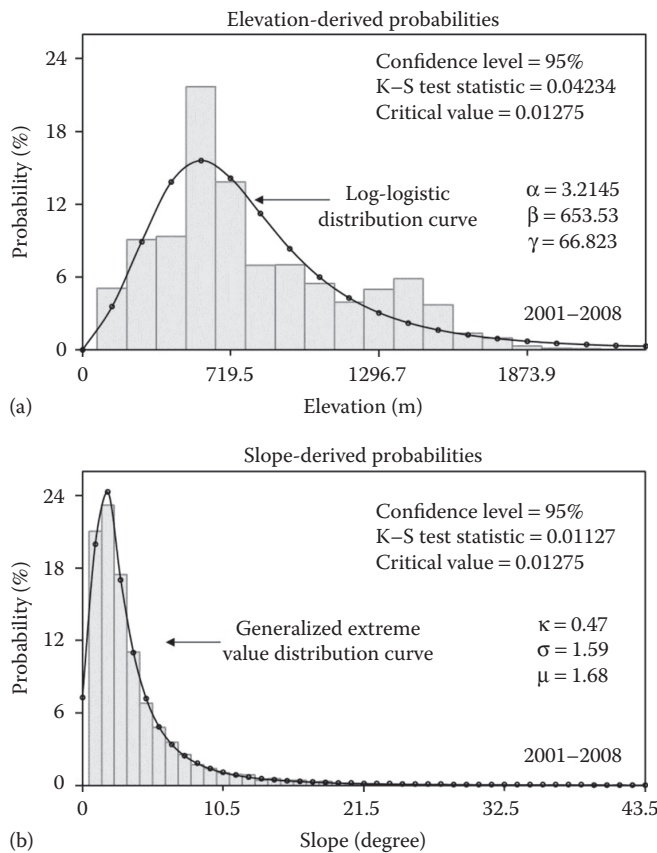 Elevation-derived probabilities
24
18
12
6
0
Probability (%)
Confidence level = 95%
K–S test statistic = 0.04234
Critical value = 0.01275
Log-logistic
distribution curve
α = 3.2145
β = 653.53
γ = 66.823
2001–2008
0 719.5 1296.7 1873.9
(a)
Elevation (m)
Slope-derived probabilities
24
18
12
6
0
Probability (%)
Confidence level = 95%
K–S test statistic = 0.01127
Critical value = 0.01275
Generalized extreme
value distribution curve
κ = 0.47
σ = 1.59
μ = 1.68
2001–2008
0 10.5 21.5 32.5 43.5
(b)
Slope (degree)